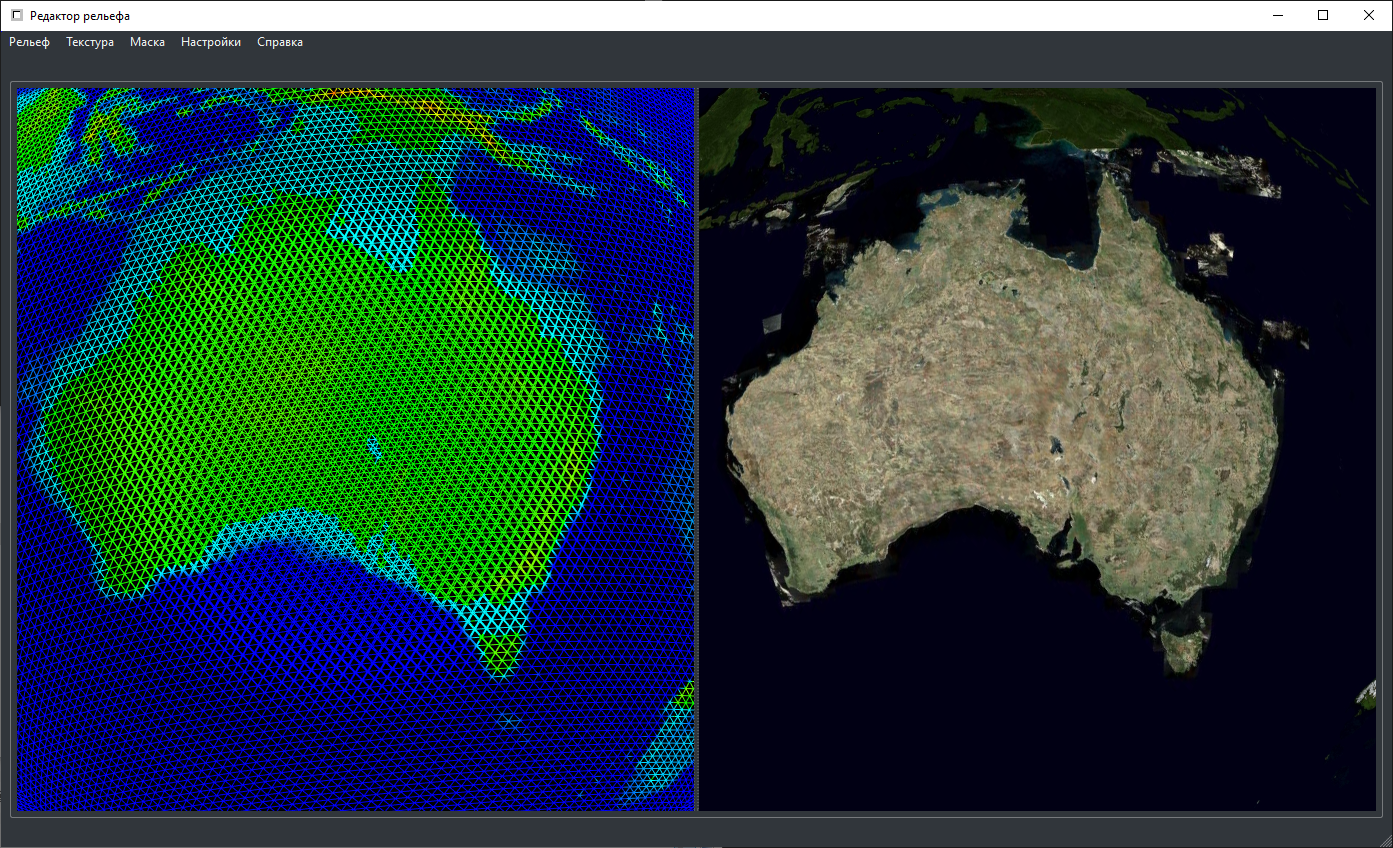 Редактор рельефа
Рельеф Текстура Маска Настройки Справка